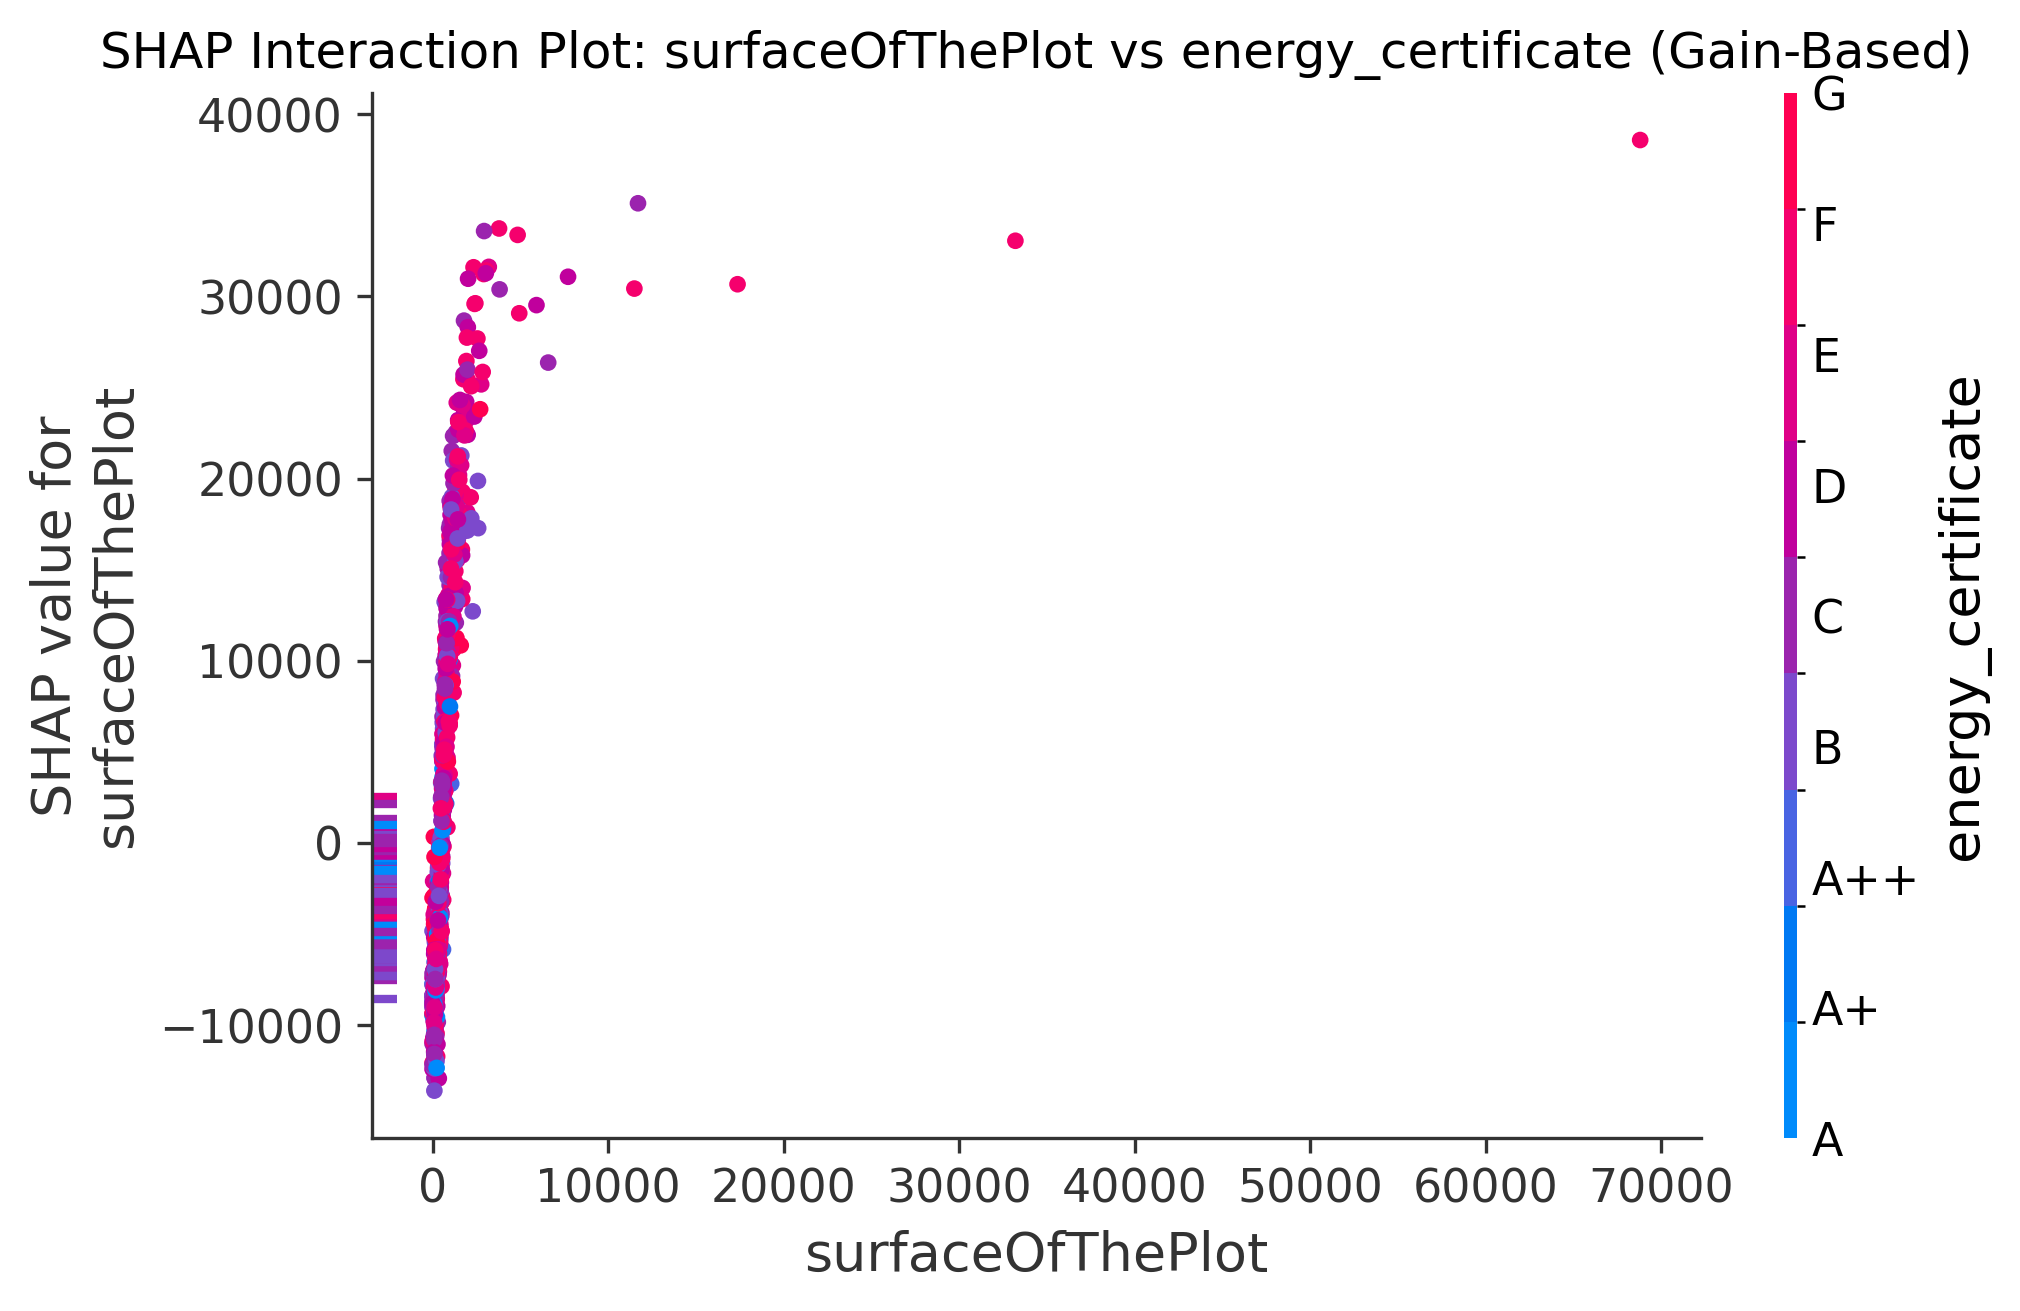 SHAP Interaction Plot: surfaceOfThePlot vs energy_certificate (Gain-Based)
SHAP value for
surfaceOfThePlot
40000
30000
20000
10000
0
−10000
0
10000
20000
30000
40000
50000
60000
70000
surfaceOfThePlot
G
F
E
D
C
B
A++
A+
A
energy_certificate